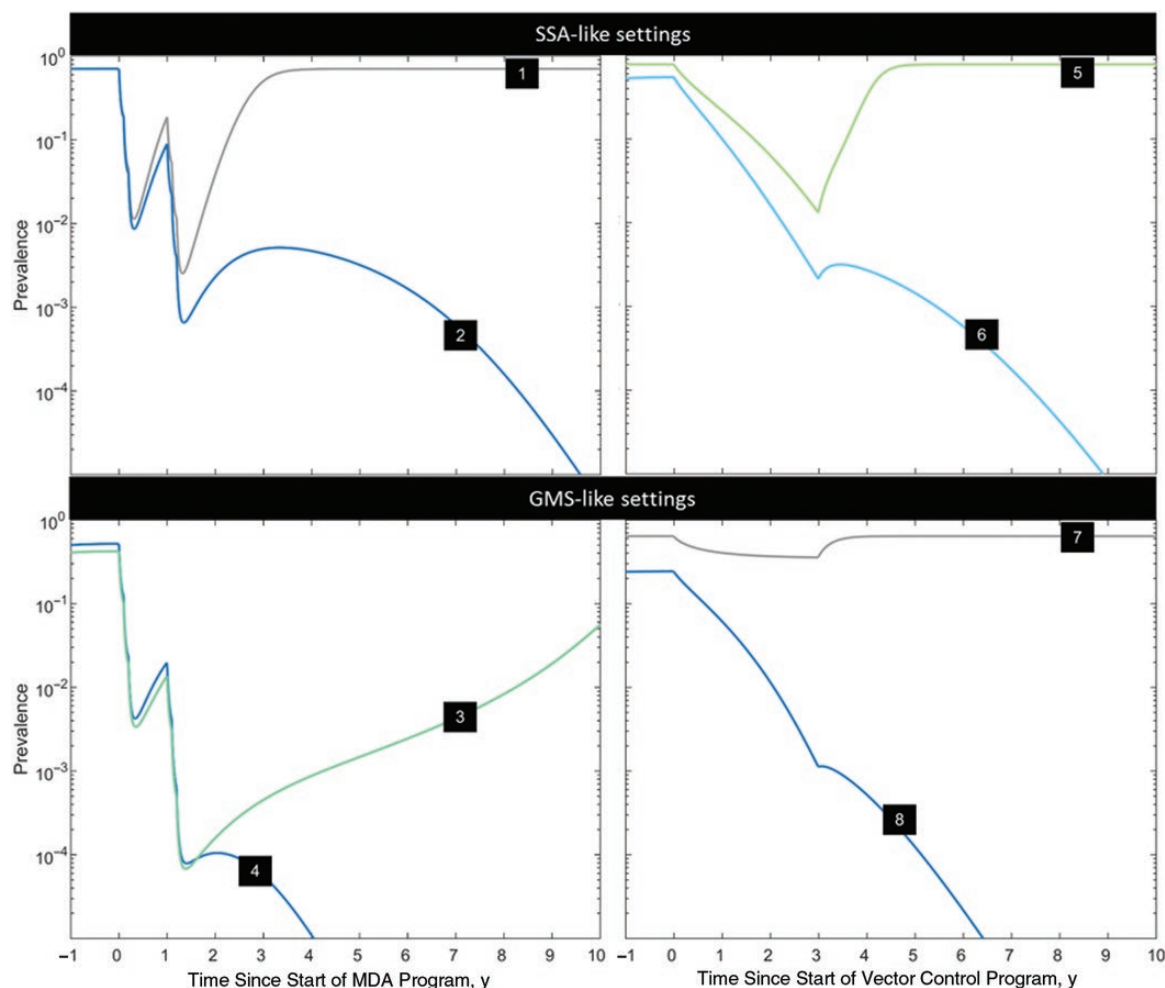 SSA-like settings
10^0
10^−1
10^−2
10^−3
10^−4
Prevalence
1
2
5
6
GMS-like settings
10^0
10^−1
10^−2
10^−3
10^−4
Prevalence
3
4
7
8
−1 0 1 2 3 4 5 6 7 8 9 10
Time Since Start of MDA Program, y
−1 0 1 2 3 4 5 6 7 8 9 10
Time Since Start of Vector Control Program, y